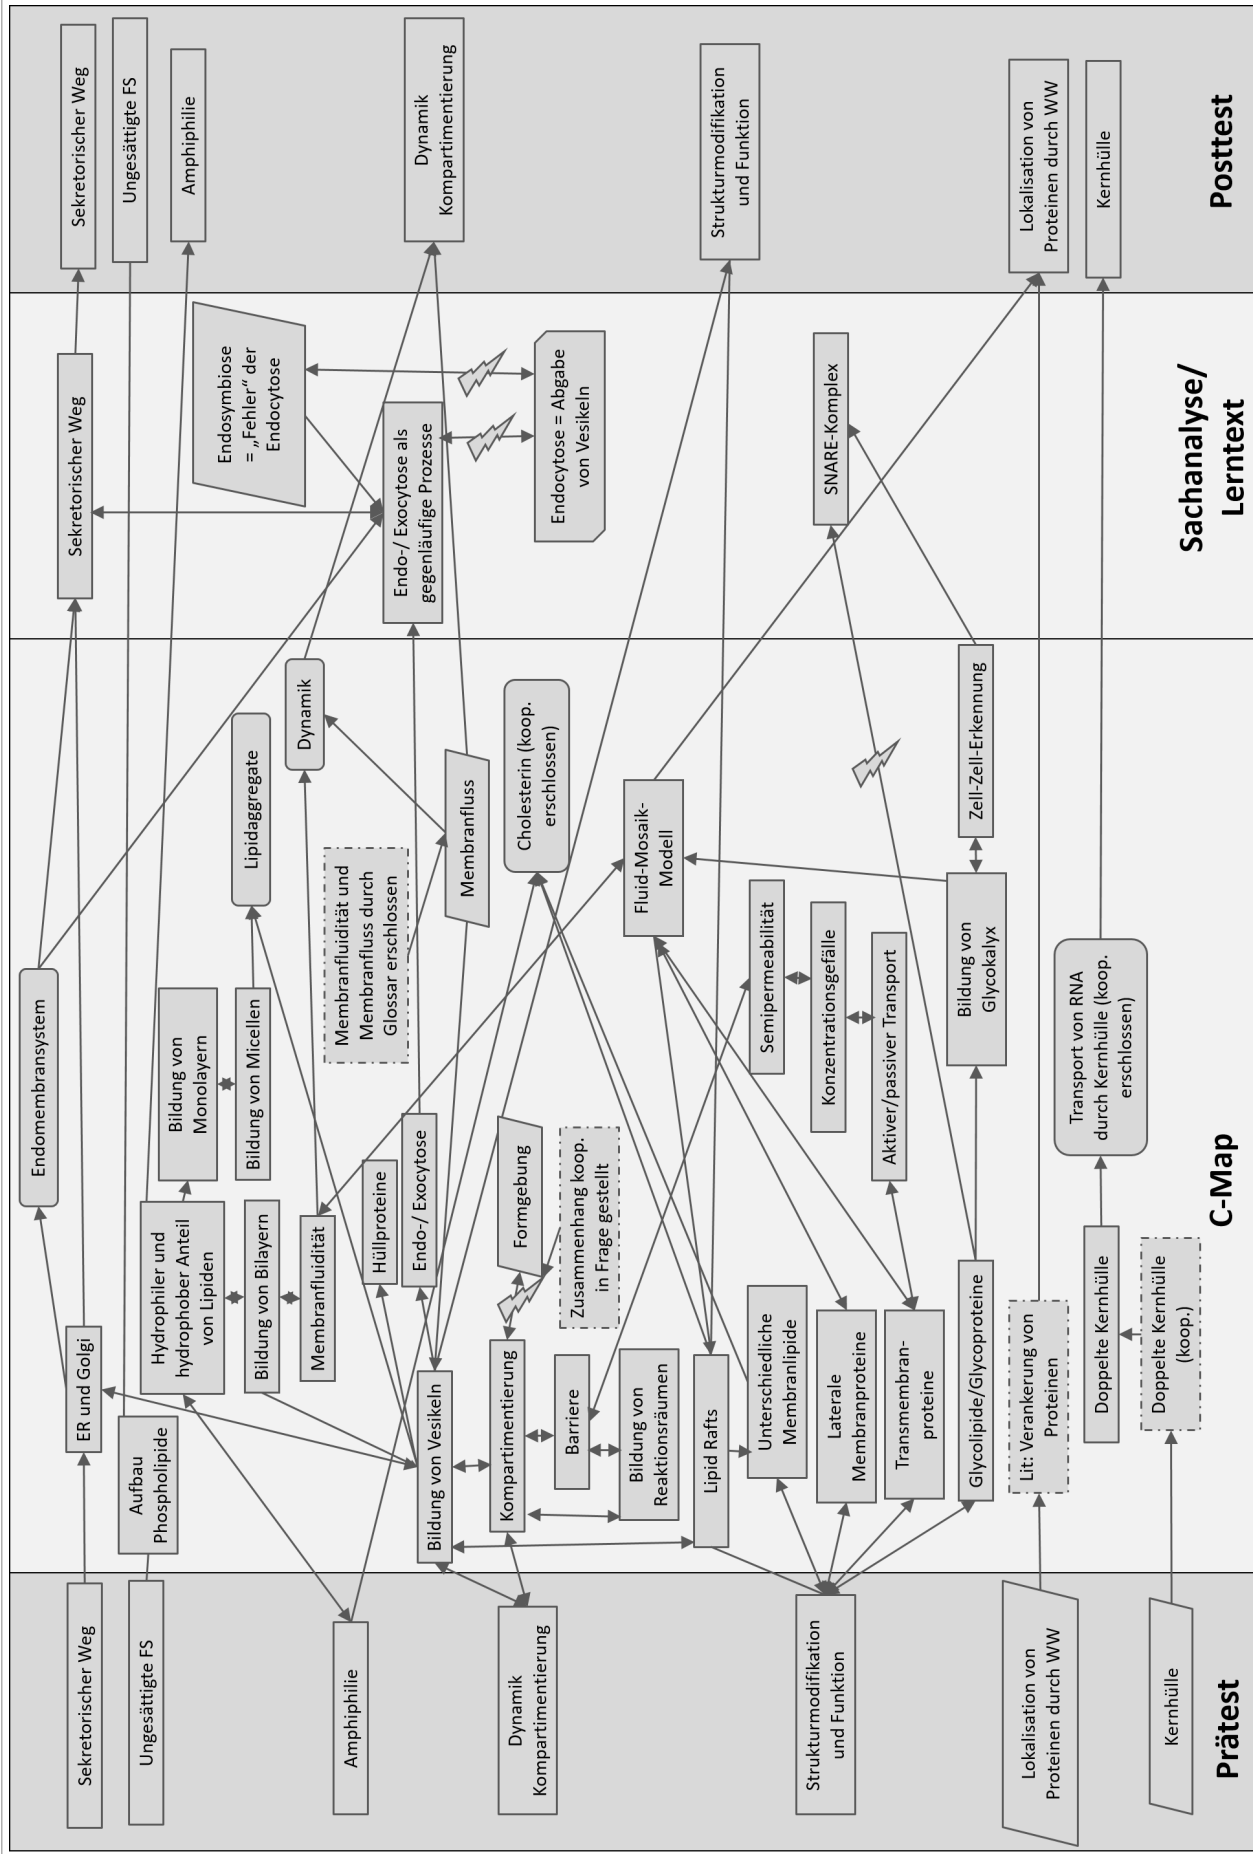 Sekretorischer Weg
Ungesättigte FS
Amphiphilie
Dynamik
Kompartimentierung
Strukturmodifikation
und Funktion
Lokalisation von
Proteinen durch WW
Kernhülle
Prätest
ER und Golgi
Aufbau
Phospholipide
Endomembransystem
Hydrophiler und
hydrophober Anteil
von Lipiden
Bildung von
Monolayern
Bildung von Micellen
Bildung von Bilayern
Membranfluidität
Lipidaggregate
Dynamik
Membranfluidität und
Membranfluss durch
Glossar erschlossen
Hüllproteine
Endo-/ Exocytose
Bildung von Vesikeln
Membranfluss
Kompartimentierung
Formgebung
Zusammenhang koop.
in Frage gestellt
Cholesterin (koop.
erschlossen)
Barriere
Bildung von
Reaktionsräumen
Lipid Rafts
Fluid-Mosaik-
Modell
Unterschiedliche
Membranlipide
Semipermeabilität
Konzentrationsgefälle
Aktiver/passiver Transport
Laterale
Membranproteine
Transmembran-
proteine
Glycolipide/Glycoproteine
Bildung von
Glycokalyx
Zell-Zell-Erkennung
Lit: Verankerung von
Proteinen
Doppelte Kernhülle
Doppelte Kernhülle
(koop.)
Transport von RNA
durch Kernhülle (koop.
erschlossen)
C-Map
Sekretorischer Weg
Endosymbiose
= „Fehler“ der
Endocytose
Endo-/ Exocytose als
gegenläufige Prozesse
Endocytose = Abgabe
von Vesikeln
SNARE-Komplex
Sachanalyse/
Lerntext
Sekretorischer Weg
Ungesättigte FS
Amphiphilie
Dynamik
Kompartimentierung
Strukturmodifikation
und Funktion
Lokalisation von
Proteinen durch WW
Kernhülle
Posttest